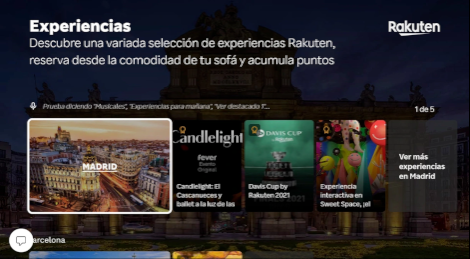 Experiencias
Rakuten
Descubre una variada selección de experiencias Rakuten,
reserva desde la comodidad de tu sofá y acumula puntos
Prueba diciendo "Musicales", "Experiencias para mañana", "Ver destacado 1"...
1 de 5
MADRID
Candlelight
Fever
Candlelight: El
Cascanueces y
ballet a la luz de las
DAVIS CUP
Davis Cup by
Rakuten 2021
Experiencia
interactiva en
Sweet Space, ¡el
Ver más
experiencias
en Madrid
arcelona